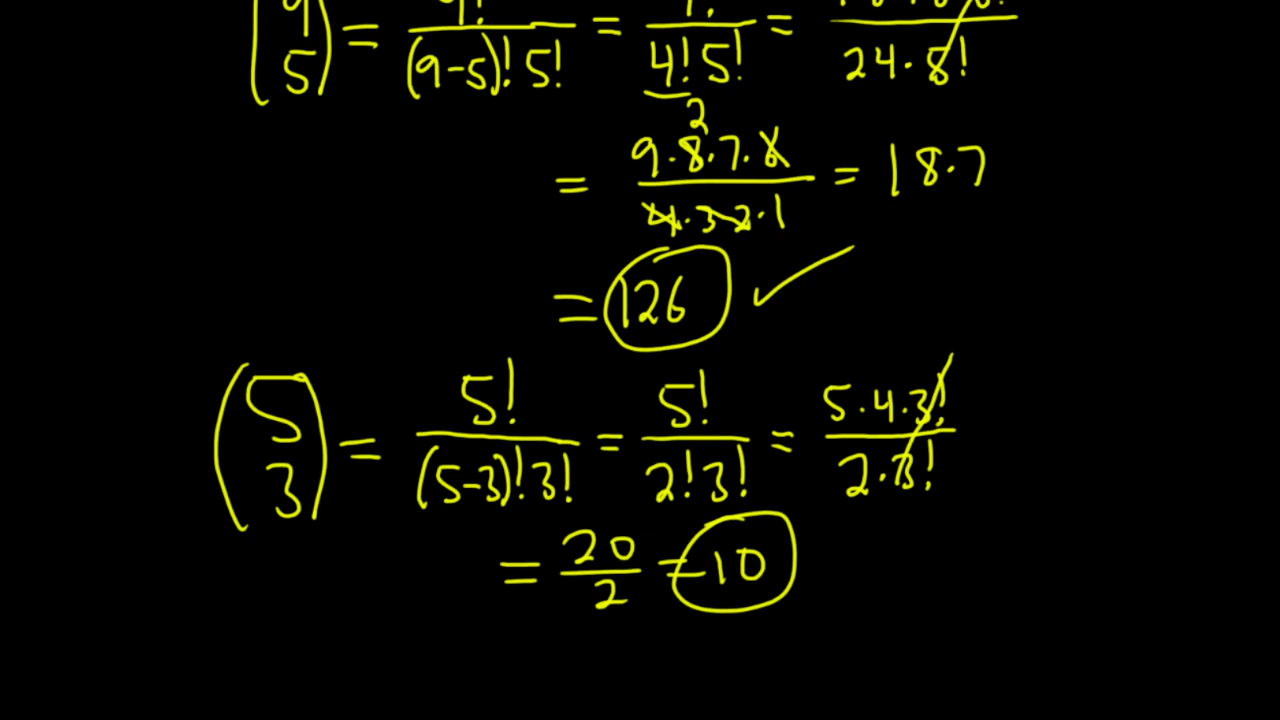 (9 5) = 9!/((9-5)! 5!) = 9!/(4! 5!) = /(24·5!)
2
= (9·8·7·6)/(4·3·2·1) = 18·7
= 126 ✓
(5 3) = 5!/((5-3)! 3!) = 5!/(2! 3!) = (5·4·3!)/(2·3!)
= 20/2 = 10